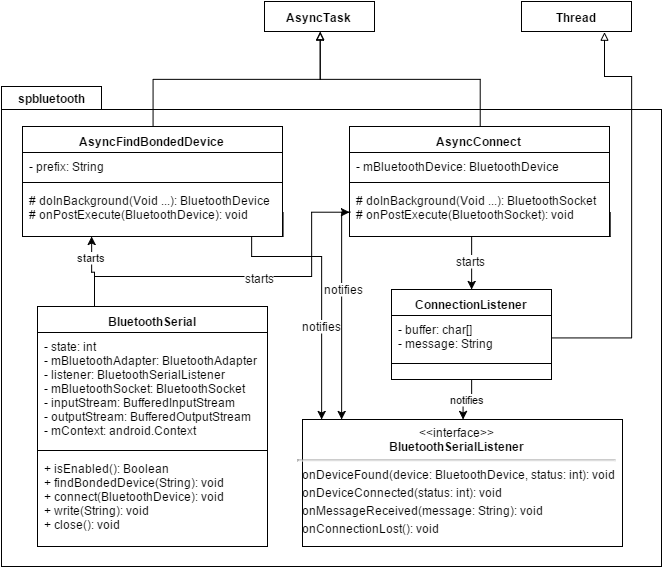 AsyncTask
Thread
spbluetooth
AsyncFindBondedDevice
- prefix: String
# doInBackground(Void ...): BluetoothDevice
# onPostExecute(BluetoothDevice): void
AsyncConnect
- mBluetoothDevice: BluetoothDevice
# doInBackground(Void ...): BluetoothSocket
# onPostExecute(BluetoothSocket): void
starts
starts
starts
notifies
notifies
ConnectionListener
- buffer: char[]
- message: String
BluetoothSerial
- state: int
- mBluetoothAdapter: BluetoothAdapter
- listener: BluetoothSerialListener
- mBluetoothSocket: BluetoothSocket
- inputStream: BufferedInputStream
- outputStream: BufferedOutputStream
- mContext: android.Context
+ isEnabled(): Boolean
+ findBondedDevice(String): void
+ connect(BluetoothDevice): void
+ write(String): void
+ close(): void
notifies
<<interface>>
BluetoothSerialListener
onDeviceFound(device: BluetoothDevice, status: int): void
onDeviceConnected(status: int): void
onMessageReceived(message: String): void
onConnectionLost(): void